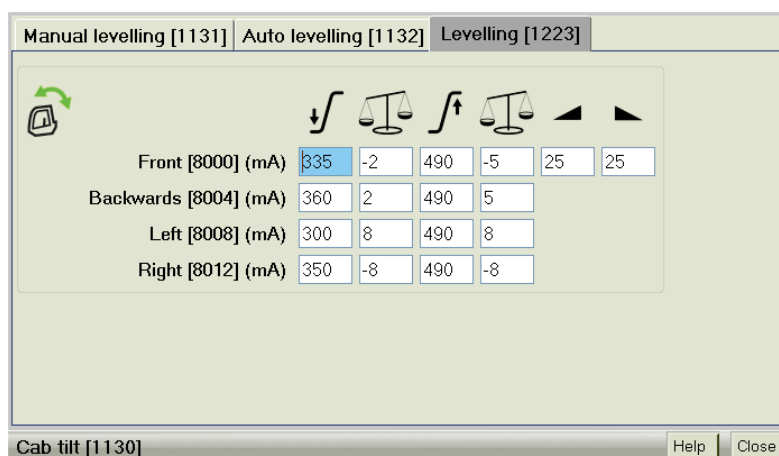 Manual levelling [1131] Auto levelling [1132] Levelling [1223]
Front [8000] (mA) 335 -2 490 -5 25 25
Backwards [8004] (mA) 360 2 490 5
Left [8008] (mA) 300 8 490 8
Right [8012] (mA) 350 -8 490 -8
Cab tilt [1130] Help Close